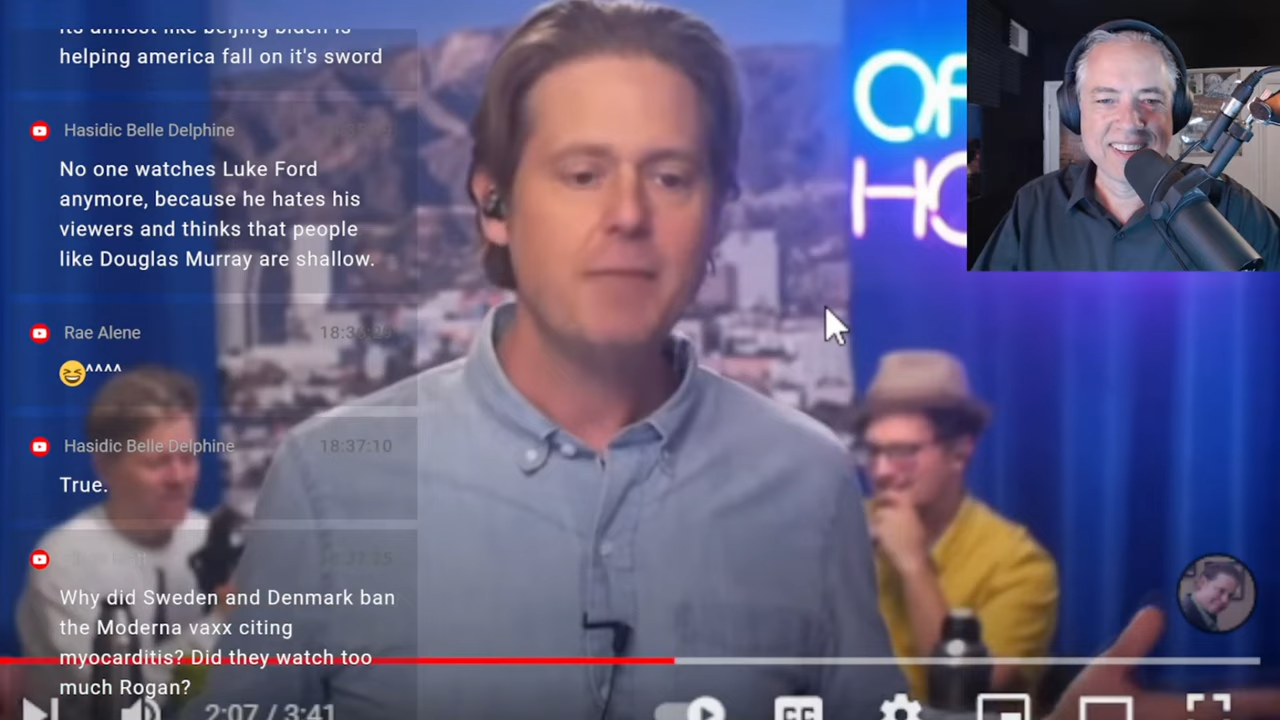 its almost like beijing biden is
helping america fall on it's sword
Hasidic Belle Delphine
No one watches Luke Ford
anymore, because he hates his
viewers and thinks that people
like Douglas Murray are shallow.
Rae Alene
^^^^
Hasidic Belle Delphine 18:37:10
True.
Why did Sweden and Denmark ban
the Moderna vaxx citing
myocarditis? Did they watch too
much Rogan?
2:07 / 3:41
CC